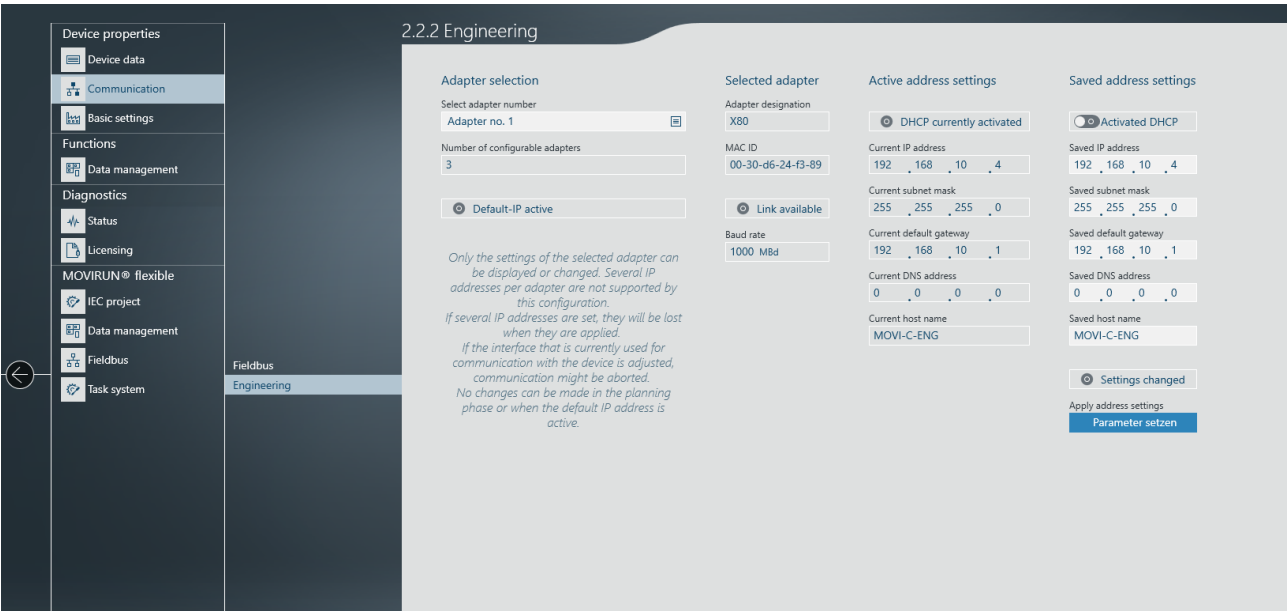 Device properties
Device data
Communication
Basic settings
Functions
Data management
Diagnostics
Status
Licensing
MOVIRUN® flexible
IEC project
Data management
Fieldbus
Task system
Fieldbus
Engineering
2.2.2 Engineering
Adapter selection
Select adapter number
Adapter no. 1
Number of configurable adapters
3
Default-IP active
Only the settings of the selected adapter can
be displayed or changed. Several IP
addresses per adapter are not supported by
this configuration.
If several IP addresses are set, they will be lost
when they are applied.
If the interface that is currently used for
communication with the device is adjusted,
communication might be aborted.
No changes can be made in the planning
phase or when the default IP address is
active.
Selected adapter
Adapter designation
X80
MAC ID
00-30-d6-24-f3-89
Link available
Baud rate
1000 MBd
Active address settings
DHCP currently activated
Current IP address
192 . 168 . 10 . 4
Current subnet mask
255 . 255 . 255 . 0
Current default gateway
192 . 168 . 10 . 1
Current DNS address
0 . 0 . 0 . 0
Current host name
MOVI-C-ENG
Saved address settings
Activated DHCP
Saved IP address
192 . 168 . 10 . 4
Saved subnet mask
255 . 255 . 255 . 0
Saved default gateway
192 . 168 . 10 . 1
Saved DNS address
0 . 0 . 0 . 0
Saved host name
MOVI-C-ENG
Settings changed
Apply address settings
Parameter setzen